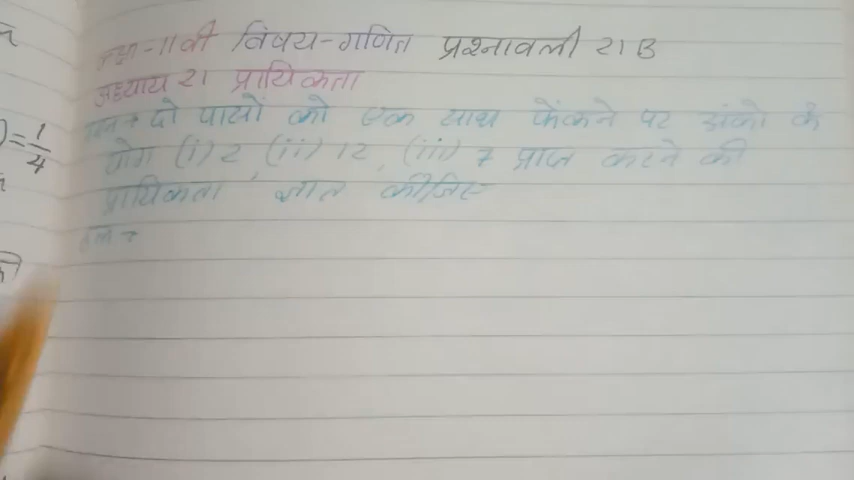 कक्षा-11वी विषय-गणित प्रश्नावली 21 B
अध्याय 21 प्रायिकता
प्रश्न→ दो पासों को एक साथ फेंकने पर अंको के
योग (i) 2 (ii) 12, (iii) 7 प्राप्त करने की
प्रायिकता ज्ञात कीजिए
हल→
)=1/4